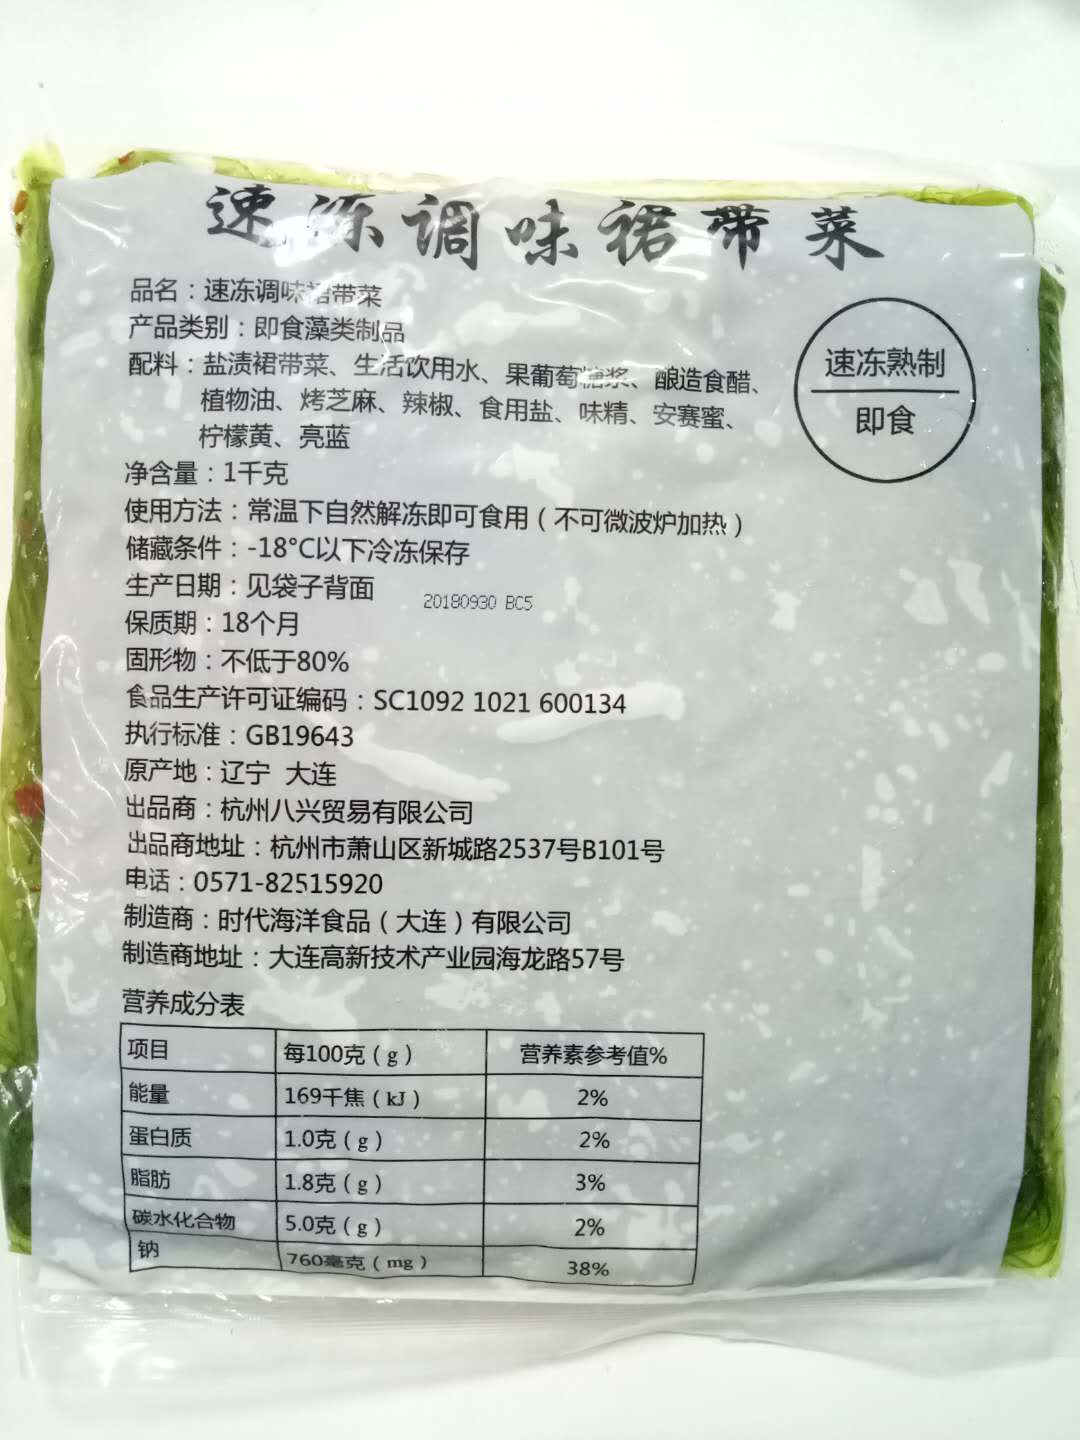 速冻调味裙带菜
品名：速冻调味裙带菜
产品类别：即食藻类制品
配料：盐渍裙带菜、生活饮用水、果葡萄糖浆、酿造食醋、
植物油、烤芝麻、辣椒、食用盐、味精、安赛蜜、
柠檬黄、亮蓝
速冻熟制
即食
净含量：1千克
使用方法：常温下自然解冻即可食用（不可微波炉加热）
储藏条件：-18°C以下冷冻保存
生产日期：见袋子背面
20180930 BC5
保质期：18个月
固形物：不低于80%
食品生产许可证编码：SC1092 1021 600134
执行标准：GB19643
原产地：辽宁 大连
出品商：杭州八兴贸易有限公司
出品商地址：杭州市萧山区新城路2537号B101号
电话：0571-82515920
制造商：时代海洋食品（大连）有限公司
制造商地址：大连高新技术产业园海龙路57号
营养成分表
项目 每100克（g） 营养素参考值%
能量 169千焦（kJ） 2%
蛋白质 1.0克（g） 2%
脂肪 1.8克（g） 3%
碳水化合物 5.0克（g） 2%
钠 760毫克（mg） 38%